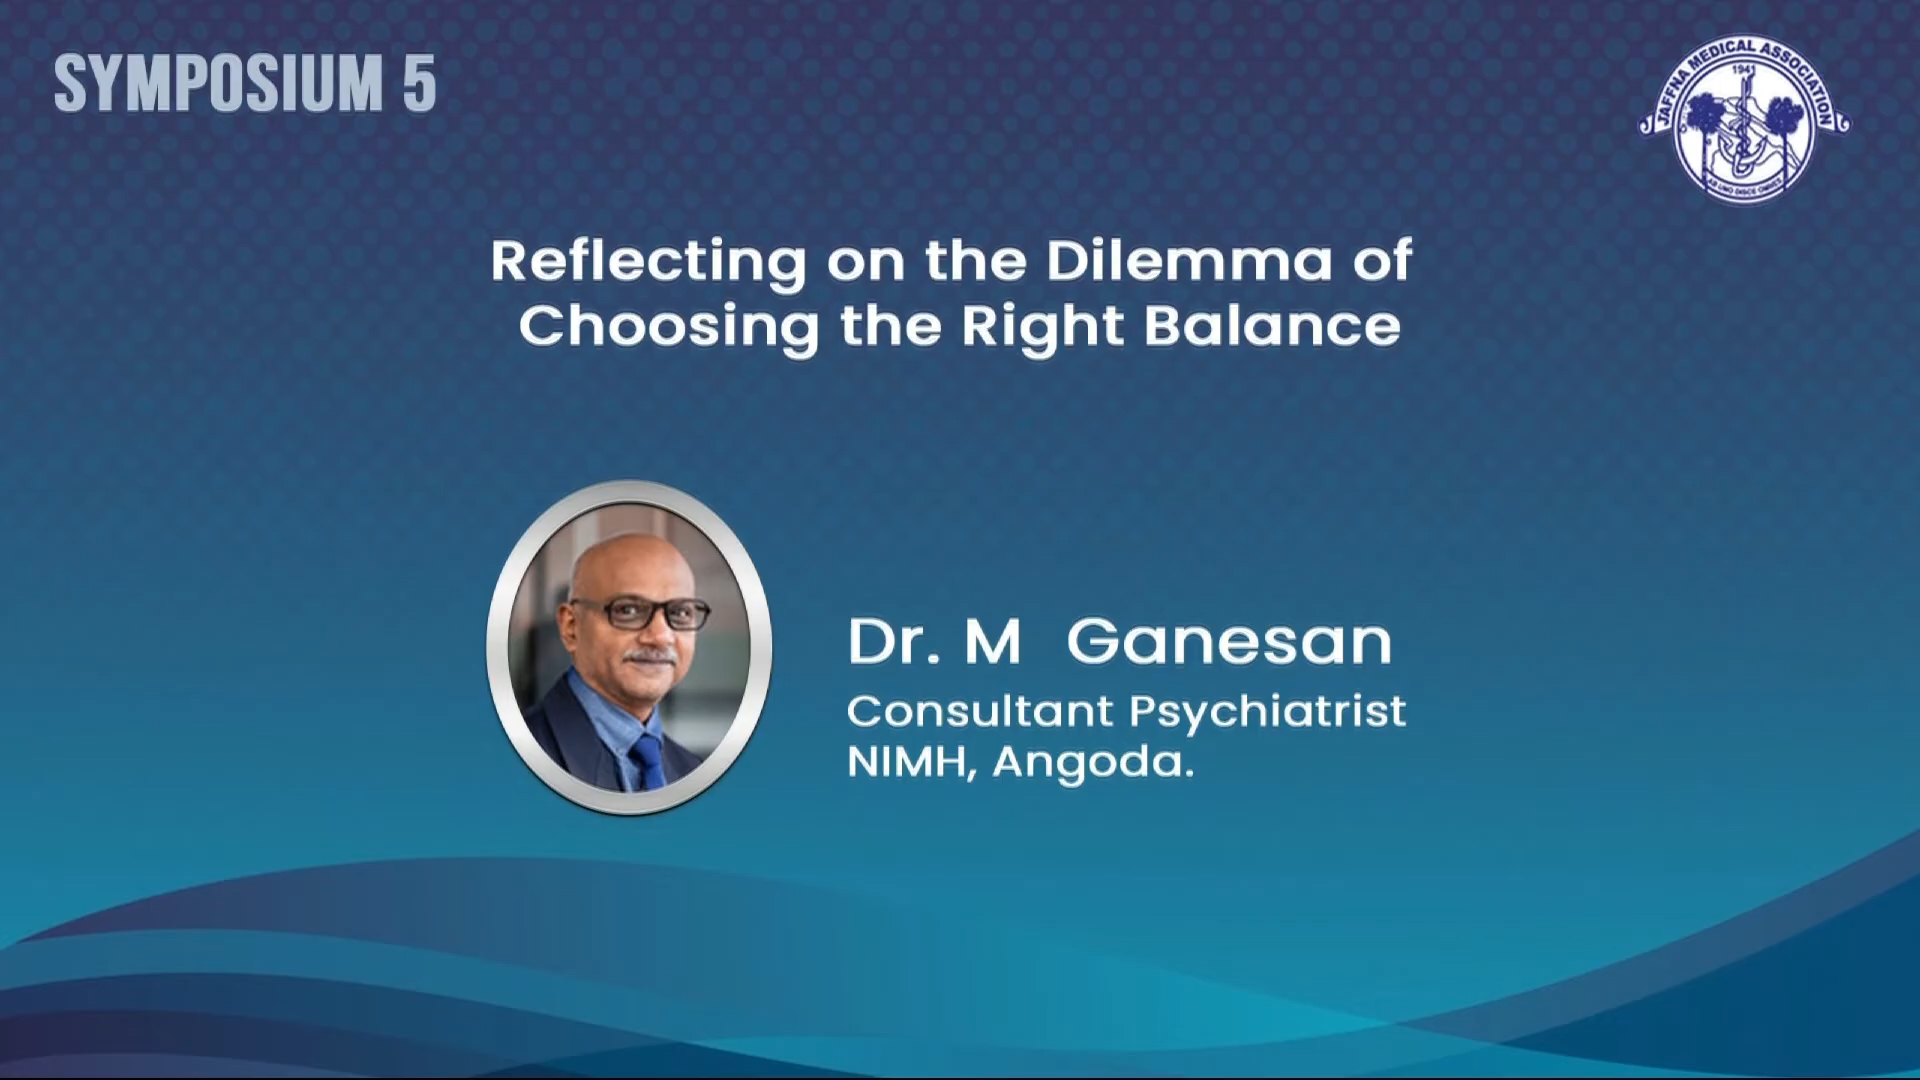 SYMPOSIUM 5
JAFFNA MEDICAL ASSOCIATION
1941
Reflecting on the Dilemma of
Choosing the Right Balance
Dr. M Ganesan
Consultant Psychiatrist
NIMH, Angoda.